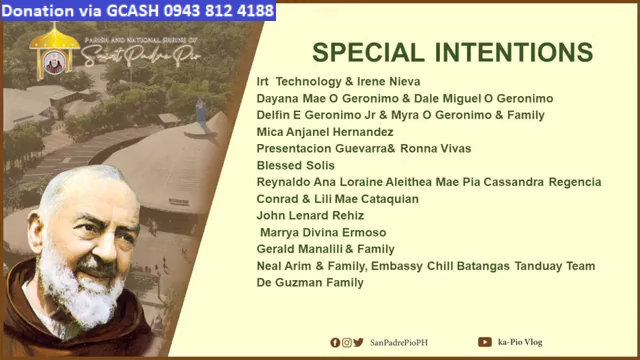 Donation via GCASH 0943 812 4188
PARISH AND NATIONAL SHRINE OF
Saint Padre Pio
SPECIAL INTENTIONS
Irt Technology & Irene Nieva
Dayana Mae O Geronimo & Dale Miguel O Geronimo
Delfin E Geronimo Jr & Myra O Geronimo & Family
Mica Anjanel Hernandez
Presentacion Guevarra& Ronna Vivas
Blessed Solis
Reynaldo Ana Loraine Aleithea Mae Pia Cassandra Regencia
Conrad & Lili Mae Cataquian
John Lenard Rehiz
Marrya Divina Ermoso
Gerald Manalili & Family
Neal Arim & Family, Embassy Chill Batangas Tanduay Team
De Guzman Family
SanPadrePioPH
ka-Pio Vlog